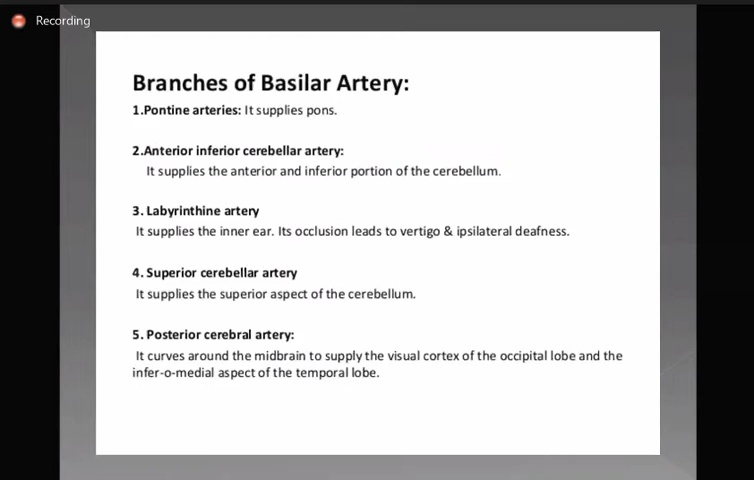 Recording
Branches of Basilar Artery:
1.Pontine arteries: It supplies pons.
2.Anterior inferior cerebellar artery:
It supplies the anterior and inferior portion of the cerebellum.
3. Labyrinthine artery
It supplies the inner ear. Its occlusion leads to vertigo & ipsilateral deafness.
4. Superior cerebellar artery
It supplies the superior aspect of the cerebellum.
5. Posterior cerebral artery:
It curves around the midbrain to supply the visual cortex of the occipital lobe and the
infer-o-medial aspect of the temporal lobe.